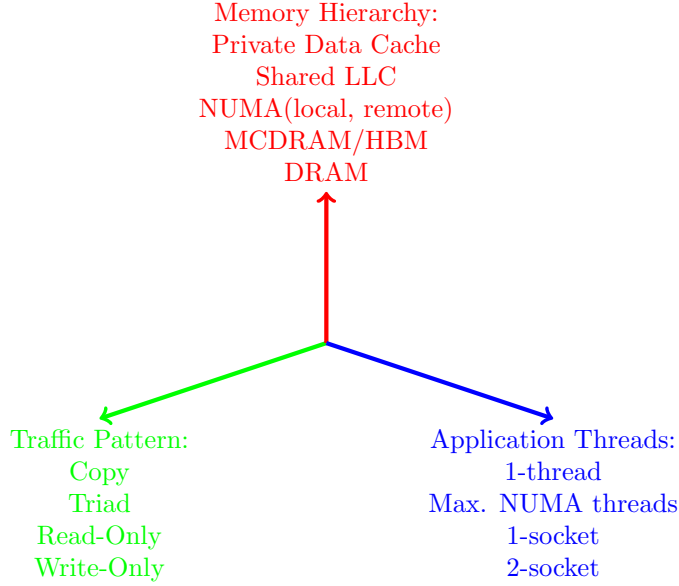 Memory Hierarchy:
Private Data Cache
Shared LLC
NUMA(local, remote)
MCDRAM/HBM
DRAM
Traffic Pattern:
Copy
Triad
Read-Only
Write-Only
Application Threads:
1-thread
Max. NUMA threads
1-socket
2-socket